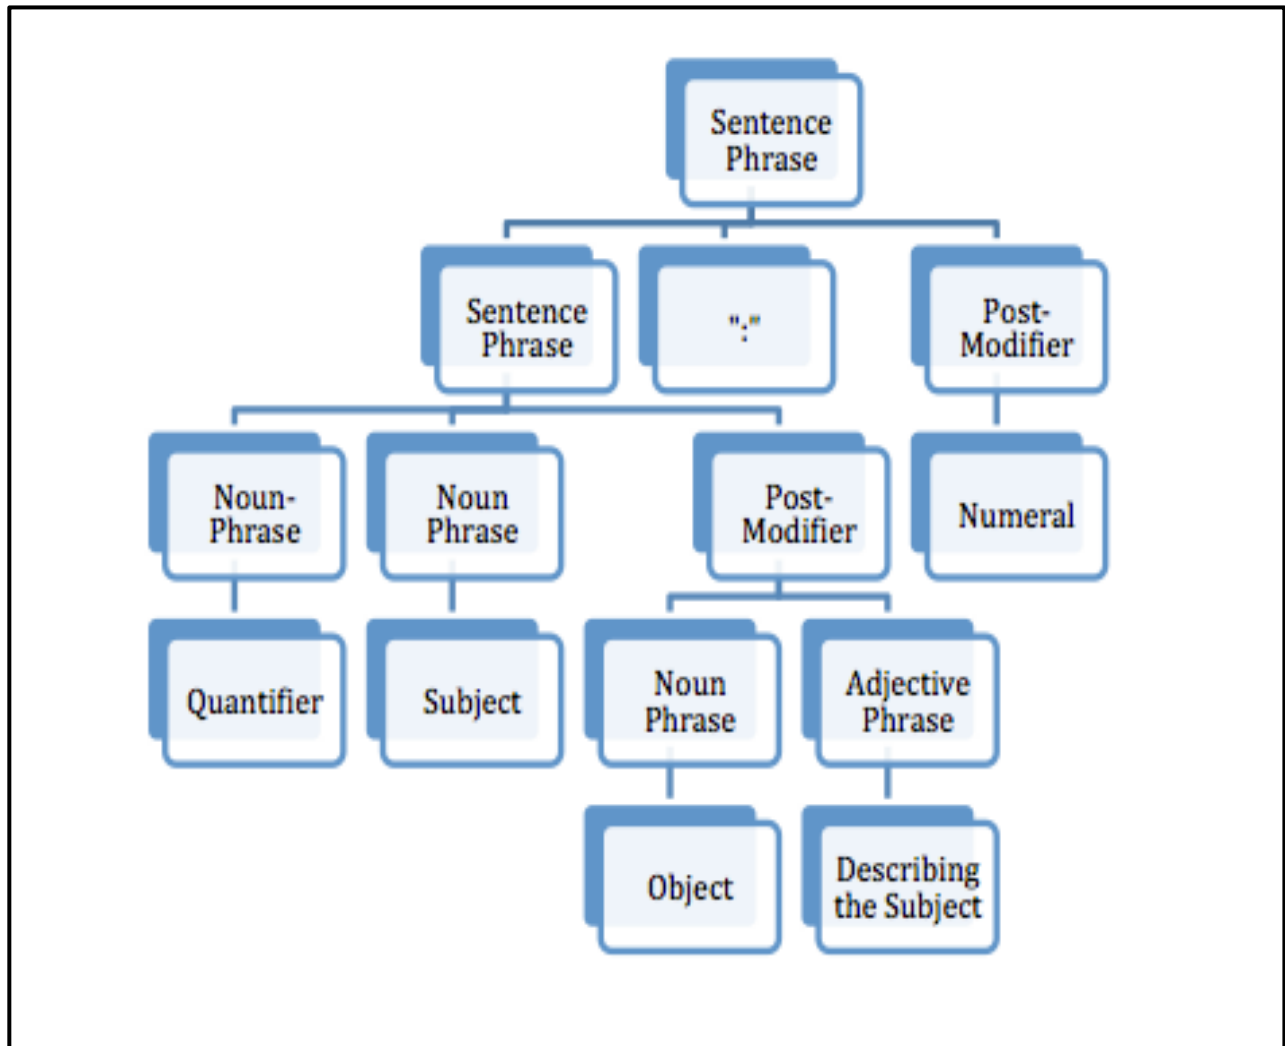 Sentence
Phrase
Sentence
Phrase
":"
Post-
Modifier
Noun-
Phrase
Noun
Phrase
Post-
Modifier
Numeral
Quantifier
Subject
Noun
Phrase
Adjective
Phrase
Object
Describing
the Subject